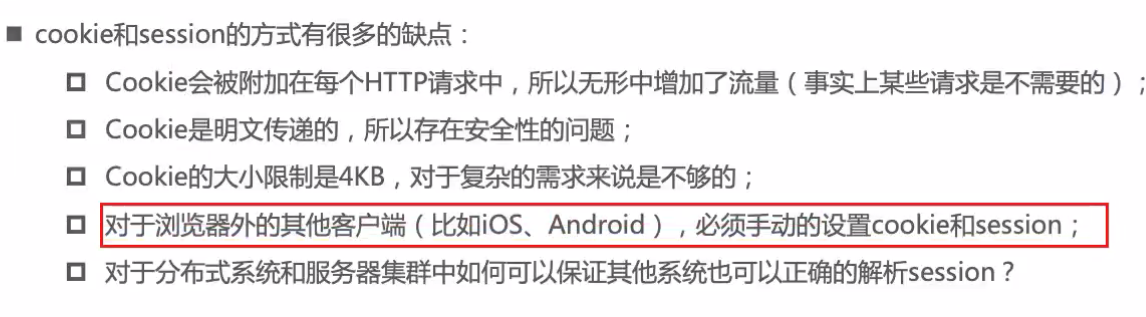 cookie和session的方式有很多的缺点：
Cookie会被附加在每个HTTP请求中，所以无形中增加了流量（事实上某些请求是不需要的）；
Cookie是明文传递的，所以存在安全性的问题；
Cookie的大小限制是4KB，对于复杂的需求来说是不够的；
对于浏览器外的其他客户端（比如iOS、Android），必须手动的设置cookie和session；
对于分布式系统和服务器集群中如何可以保证其他系统也可以正确的解析session？